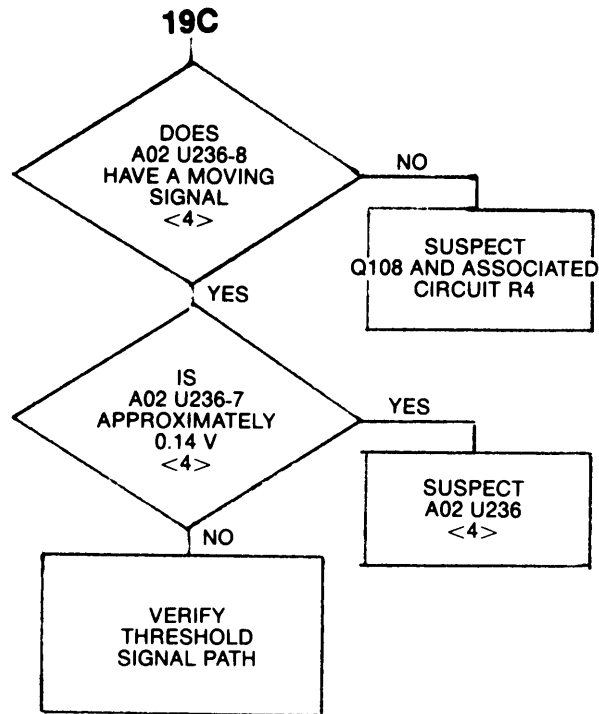 19C
DOES
A02 U236-8
HAVE A MOVING
SIGNAL
<4>
NO
SUSPECT
Q108 AND ASSOCIATED
CIRCUIT R4
YES
IS
A02 U236-7
APPROXIMATELY
0.14 V
<4>
YES
SUSPECT
A02 U236
<4>
NO
VERIFY
THRESHOLD
SIGNAL PATH